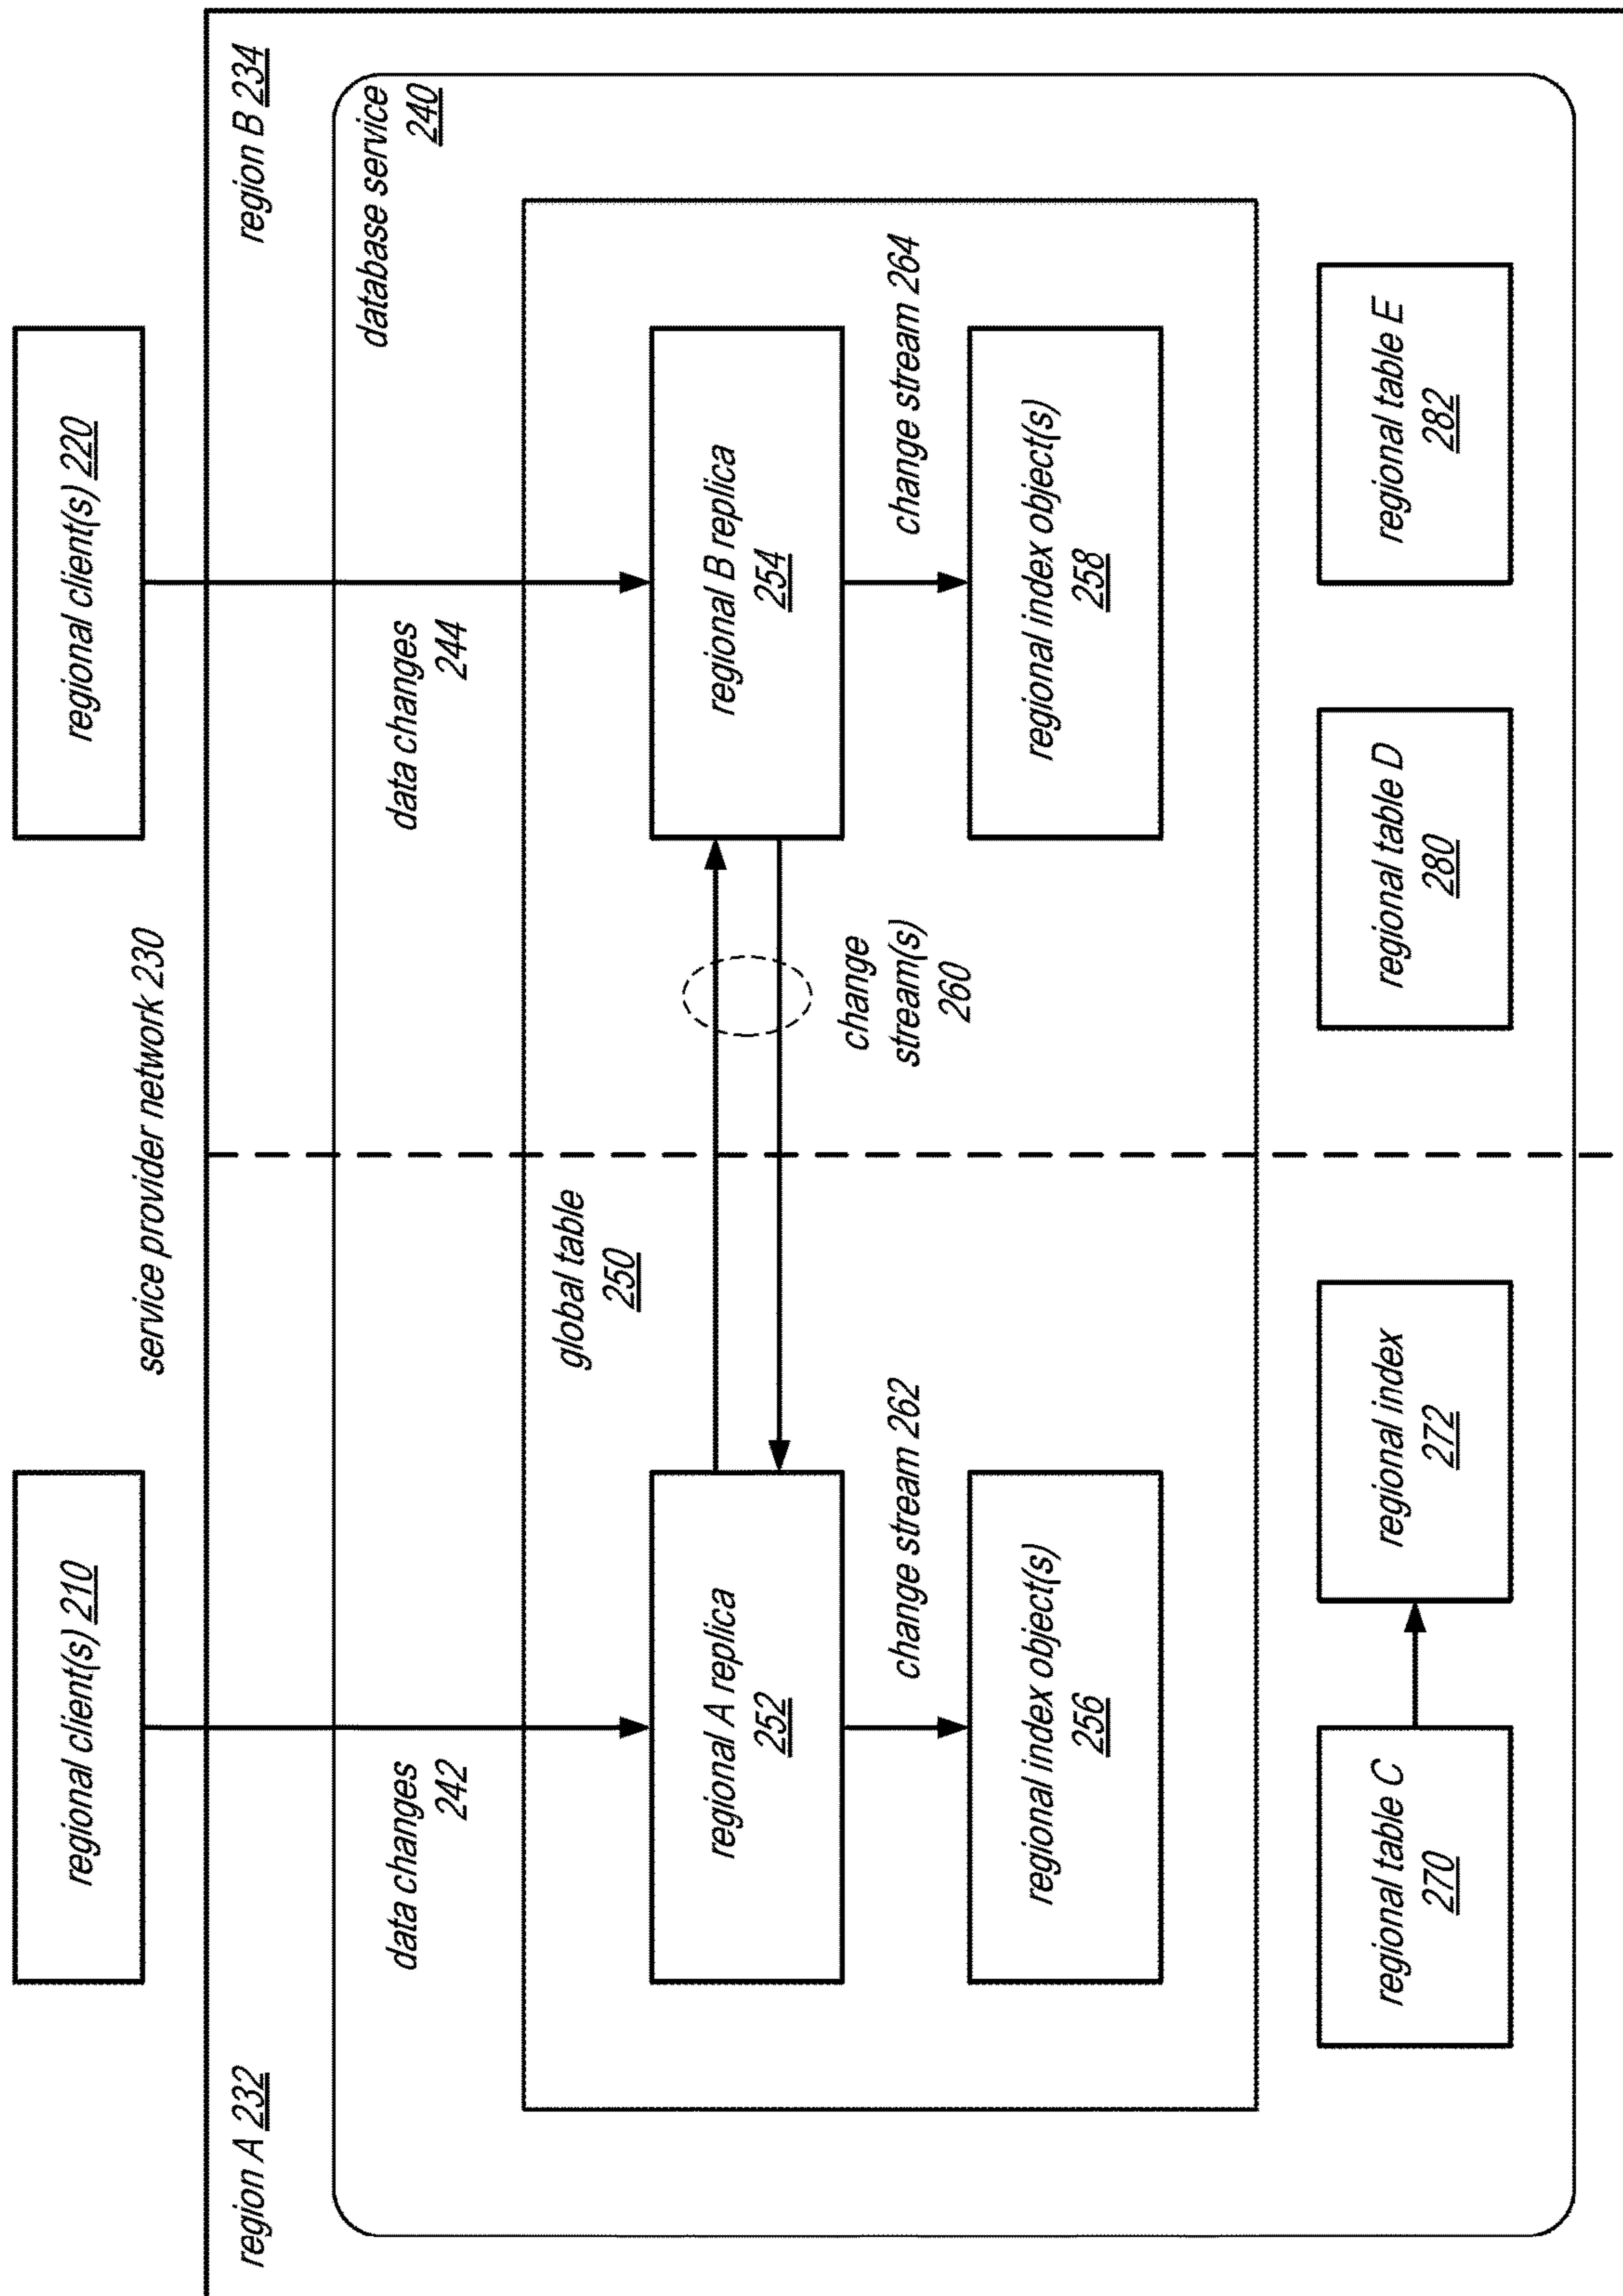 regional client(s) 210
regional client(s) 220
service provider network 230
region A 232
region B 234
database service
240
data changes
242
data changes
244
global table
250
regional A replica
252
regional B replica
254
change
stream(s)
260
change stream 262
change stream 264
regional index object(s)
256
regional index object(s)
258
regional table C
270
regional index
272
regional table D
280
regional table E
282